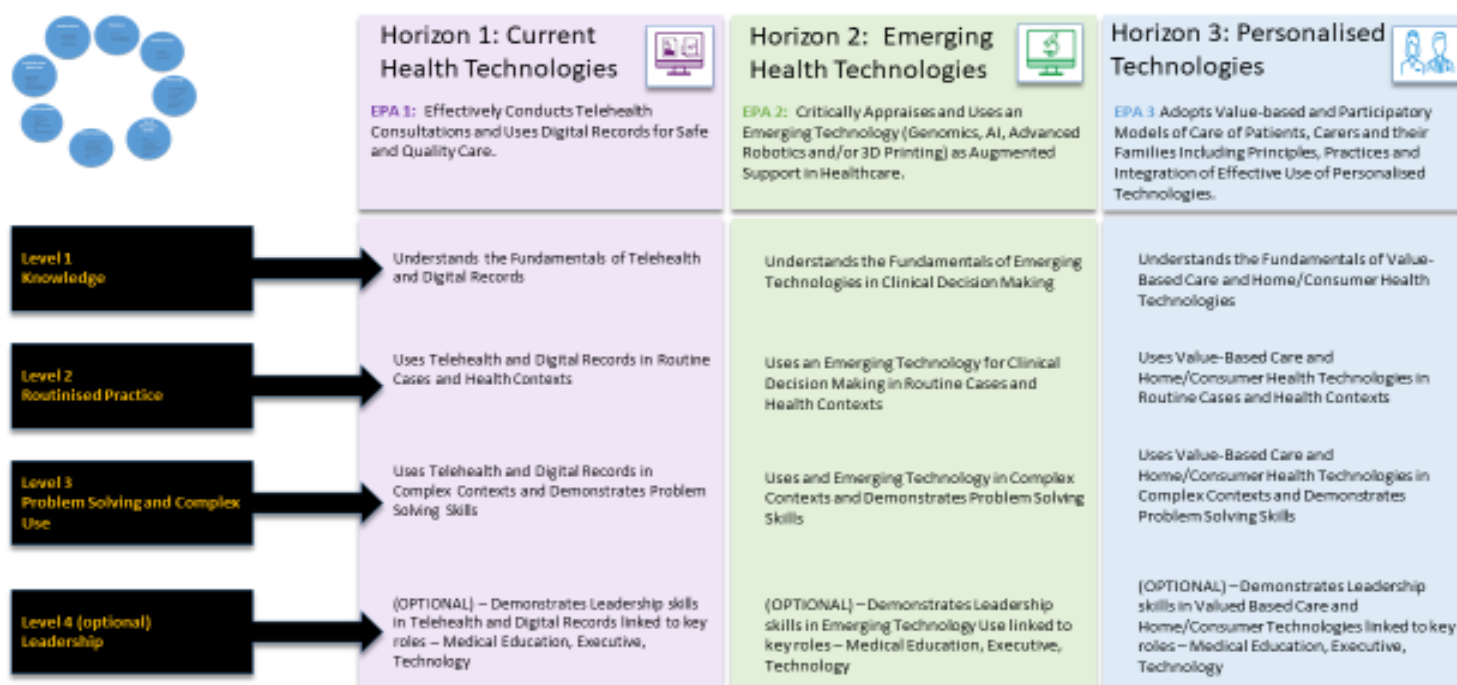 Horizon 1: Current
Health Technologies
EPA 1: Effectively Conducts Telehealth
Consultations and Uses Digital Records for Safe
and Quality Care.
Horizon 2: Emerging
Health Technologies
EPA 2: Critically Appraises and Uses an
Emerging Technology (Genomics, AI, Advanced
Robotics and/or 3D Printing) as Augmented
Support in Healthcare.
Horizon 3: Personalised
Technologies
EPA 3 Adopts Value-based and Participatory
Models of Care of Patients, Carers and their
Families Including Principles, Practices and
Integration of Effective Use of Personalised
Technologies.
Level 1
Knowledge
Understands the Fundamentals of Telehealth
and Digital Records
Understands the Fundamentals of Emerging
Technologies in Clinical Decision Making
Understands the Fundamentals of Value-
Based Care and Home/Consumer Health
Technologies
Level 2
Routinised Practice
Uses Telehealth and Digital Records in Routine
Cases and Health Contexts
Uses an Emerging Technology for Clinical
Decision Making in Routine Cases and
Health Contexts
Uses Value-Based Care and
Home/Consumer Health Technologies in
Routine Cases and Health Contexts
Level 3
Problem Solving and Complex
Use
Uses Telehealth and Digital Records in
Complex Contexts and Demonstrates Problem
Solving Skills
Uses and Emerging Technology in Complex
Contexts and Demonstrates Problem Solving
Skills
Uses Value-Based Care and
Home/Consumer Health Technologies in
Complex Contexts and Demonstrates
Problem Solving Skills
Level 4 (optional)
Leadership
(OPTIONAL) – Demonstrates Leadership skills
in Telehealth and Digital Records linked to key
roles – Medical Education, Executive,
Technology
(OPTIONAL) – Demonstrates Leadership
skills in Emerging Technology Use linked to
key roles – Medical Education, Executive,
Technology
(OPTIONAL) – Demonstrates Leadership
skills in Valued Based Care and
Home/Consumer Technologies linked to key
roles – Medical Education, Executive,
Technology